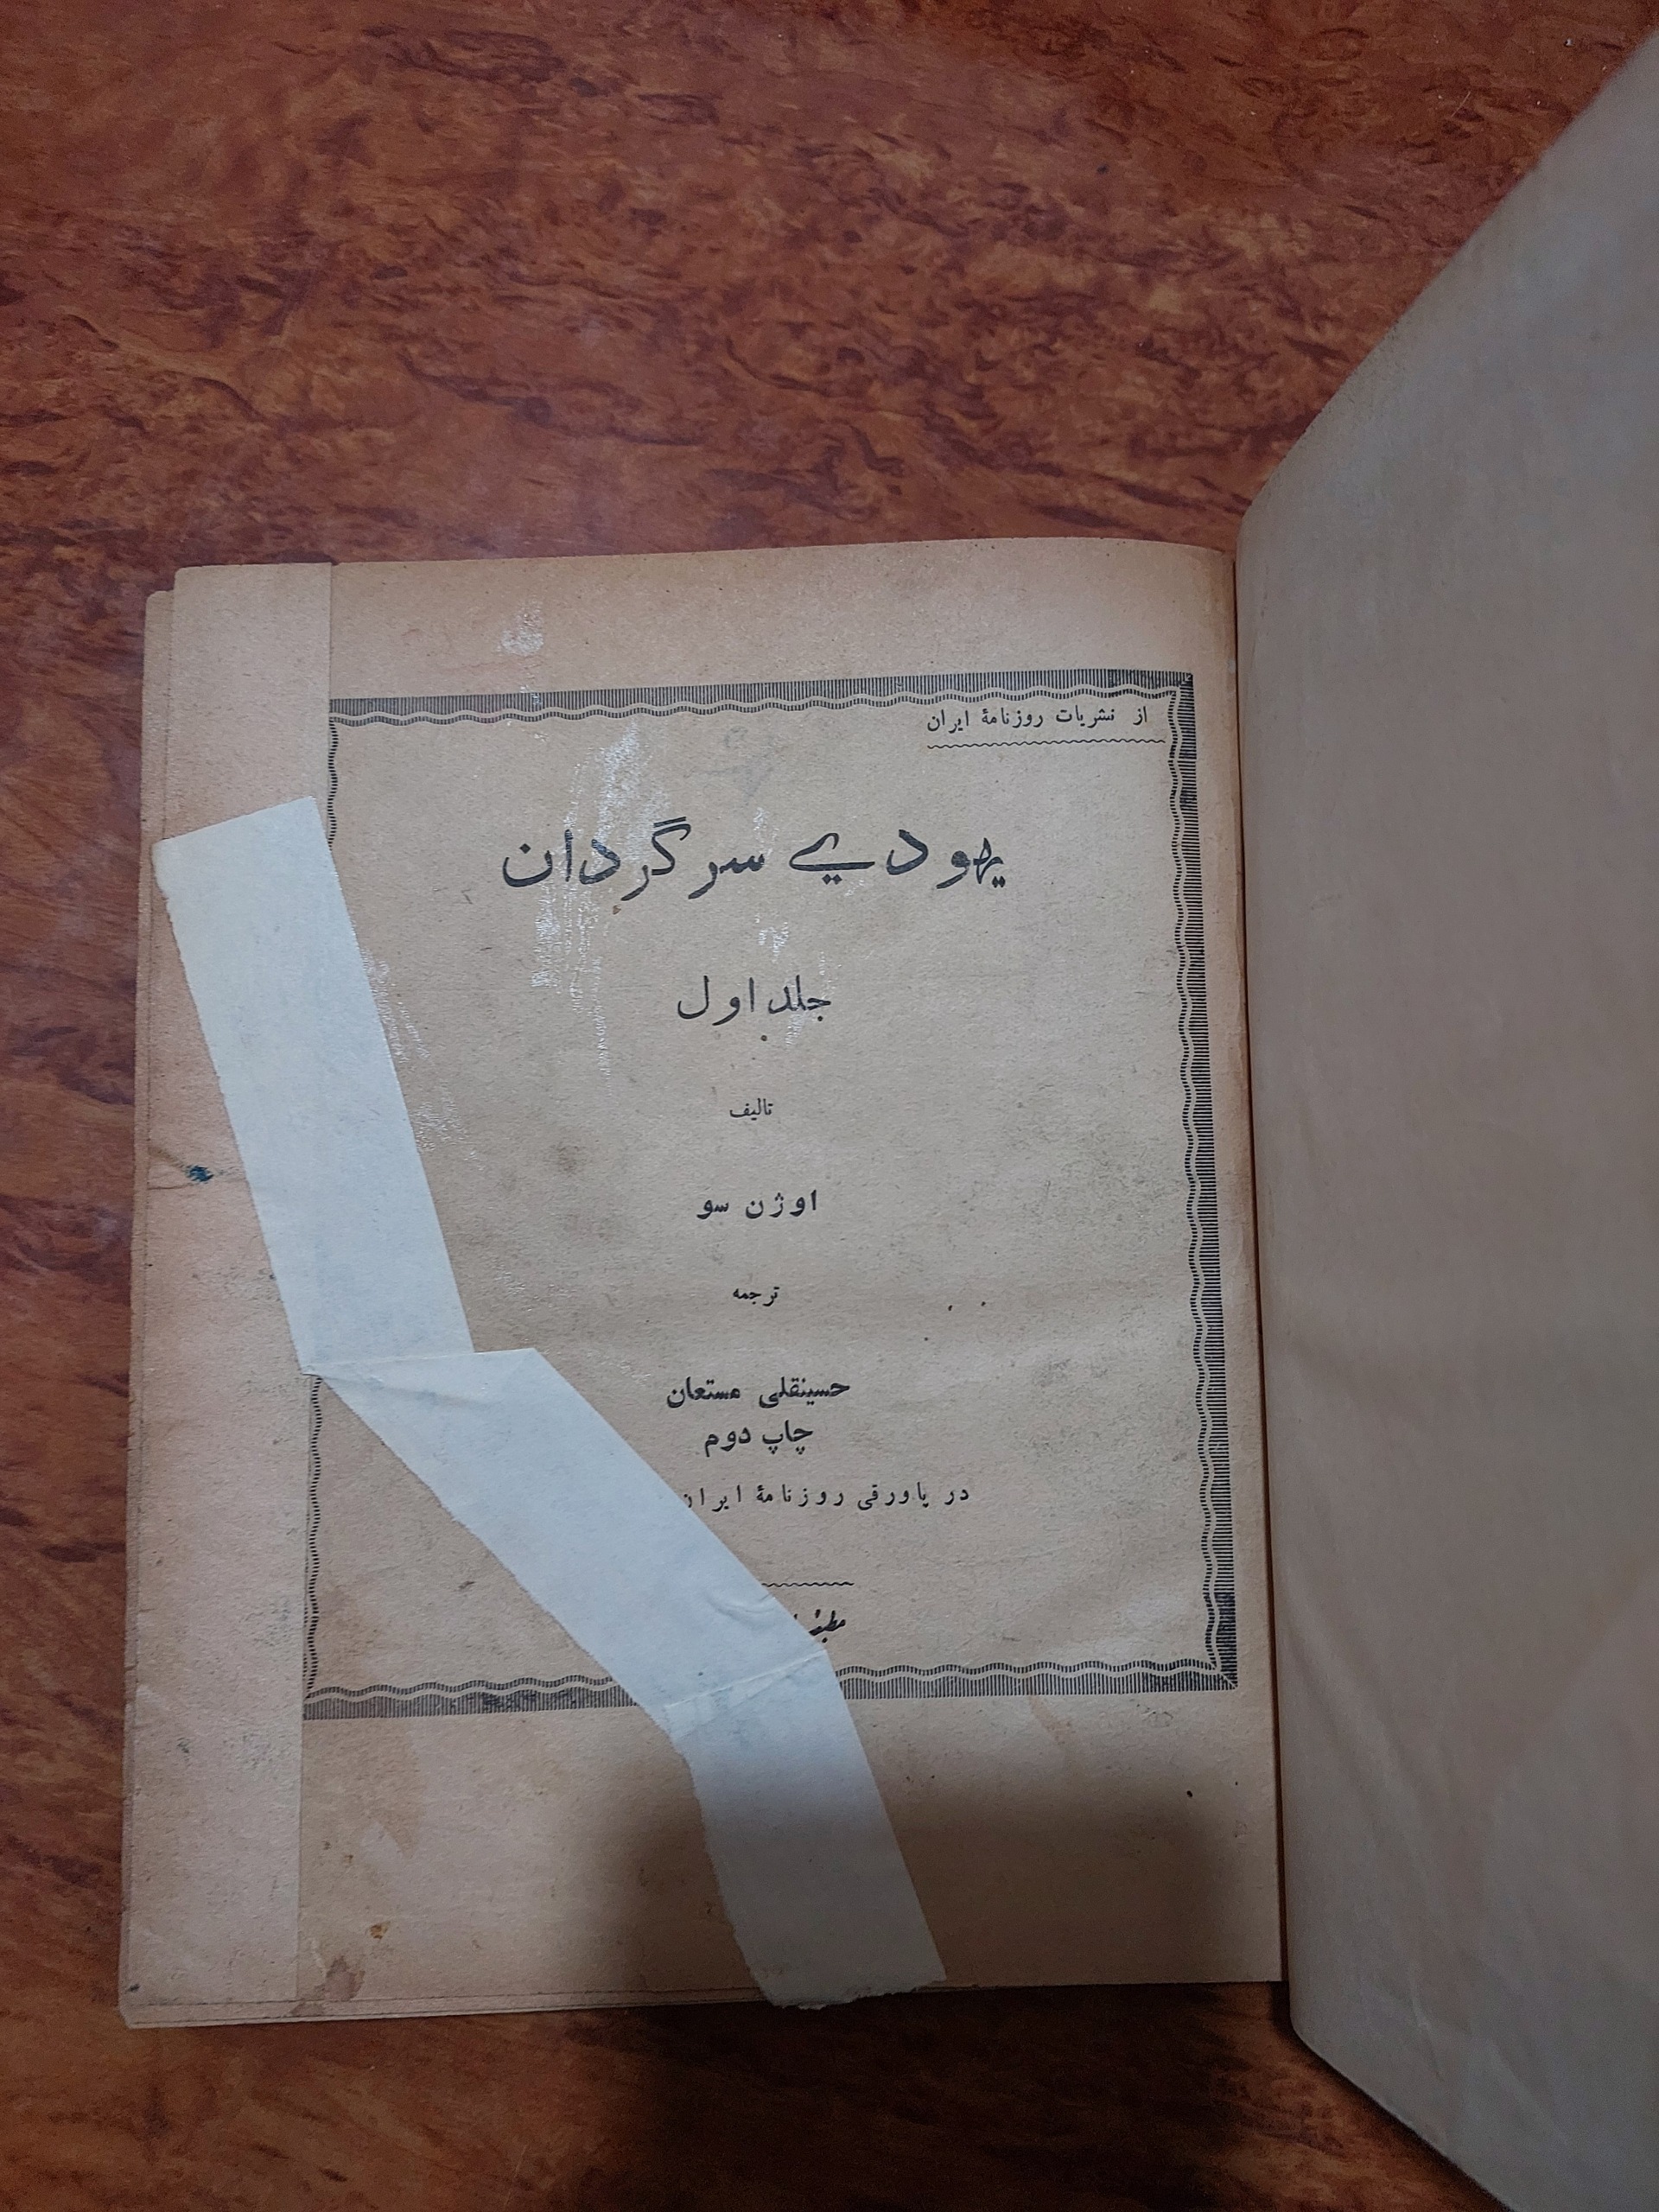 از نشریات روزنامهٔ ایران
یهودی سرگردان
جلد اول
تالیف
اوژن سو
ترجمه
حسینقلی مستعان
چاپ دوم
در پاورقی روزنامهٔ ایران